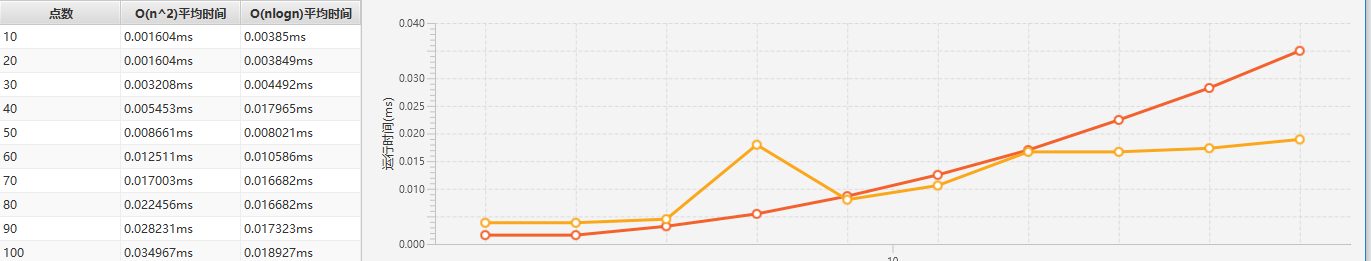 点数 O(n^2)平均时间 O(nlogn)平均时间
10 0.001604ms 0.00385ms
20 0.001604ms 0.003849ms
30 0.003208ms 0.004492ms
40 0.005453ms 0.017965ms
50 0.008661ms 0.008021ms
60 0.012511ms 0.010586ms
70 0.017003ms 0.016682ms
80 0.022456ms 0.016682ms
90 0.028231ms 0.017323ms
100 0.034967ms 0.018927ms
运行时间(ms)
0.040
0.030
0.025
0.020
0.015
0.010
0.000